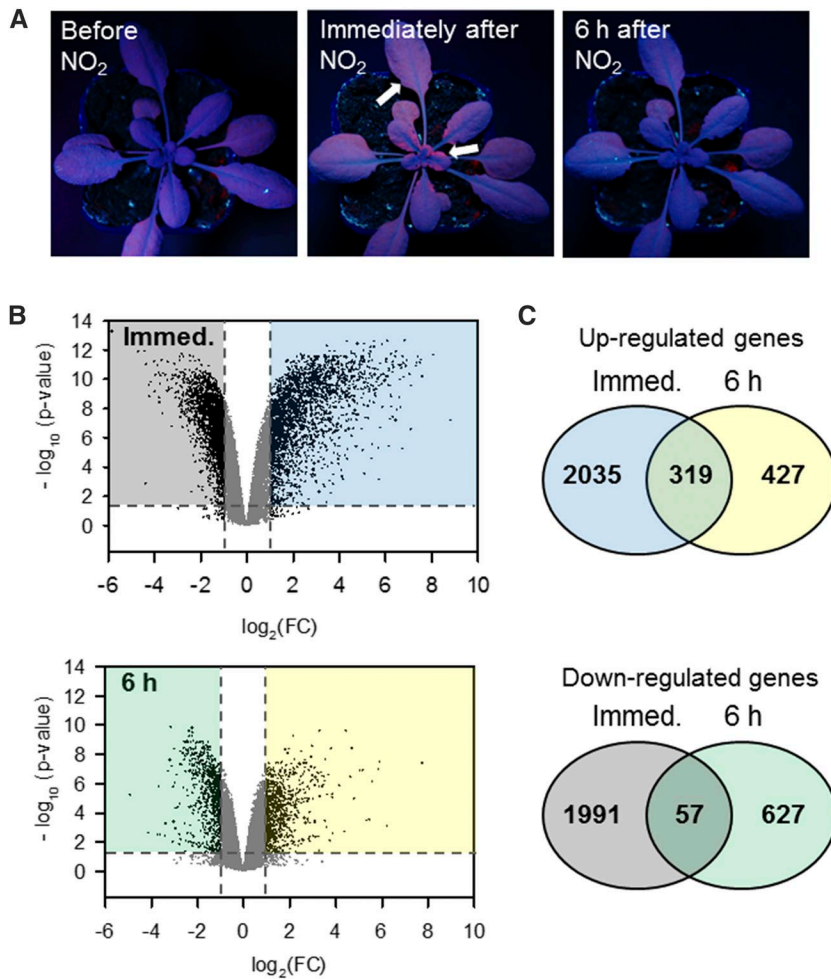 A
Before
NO₂
Immediately after
NO₂
6 h after
NO₂
B
Immed.
- log₁₀ (p-value)
14
12
10
8
6
4
2
0
-6 -4 -2 0 2 4 6 8 10
log₂(FC)
6 h
- log₁₀ (p-value)
14
12
10
8
6
4
2
0
-6 -4 -2 0 2 4 6 8 10
log₂(FC)
C
Up-regulated genes
Immed. 6 h
2035 319 427
Down-regulated genes
Immed. 6 h
1991 57 627